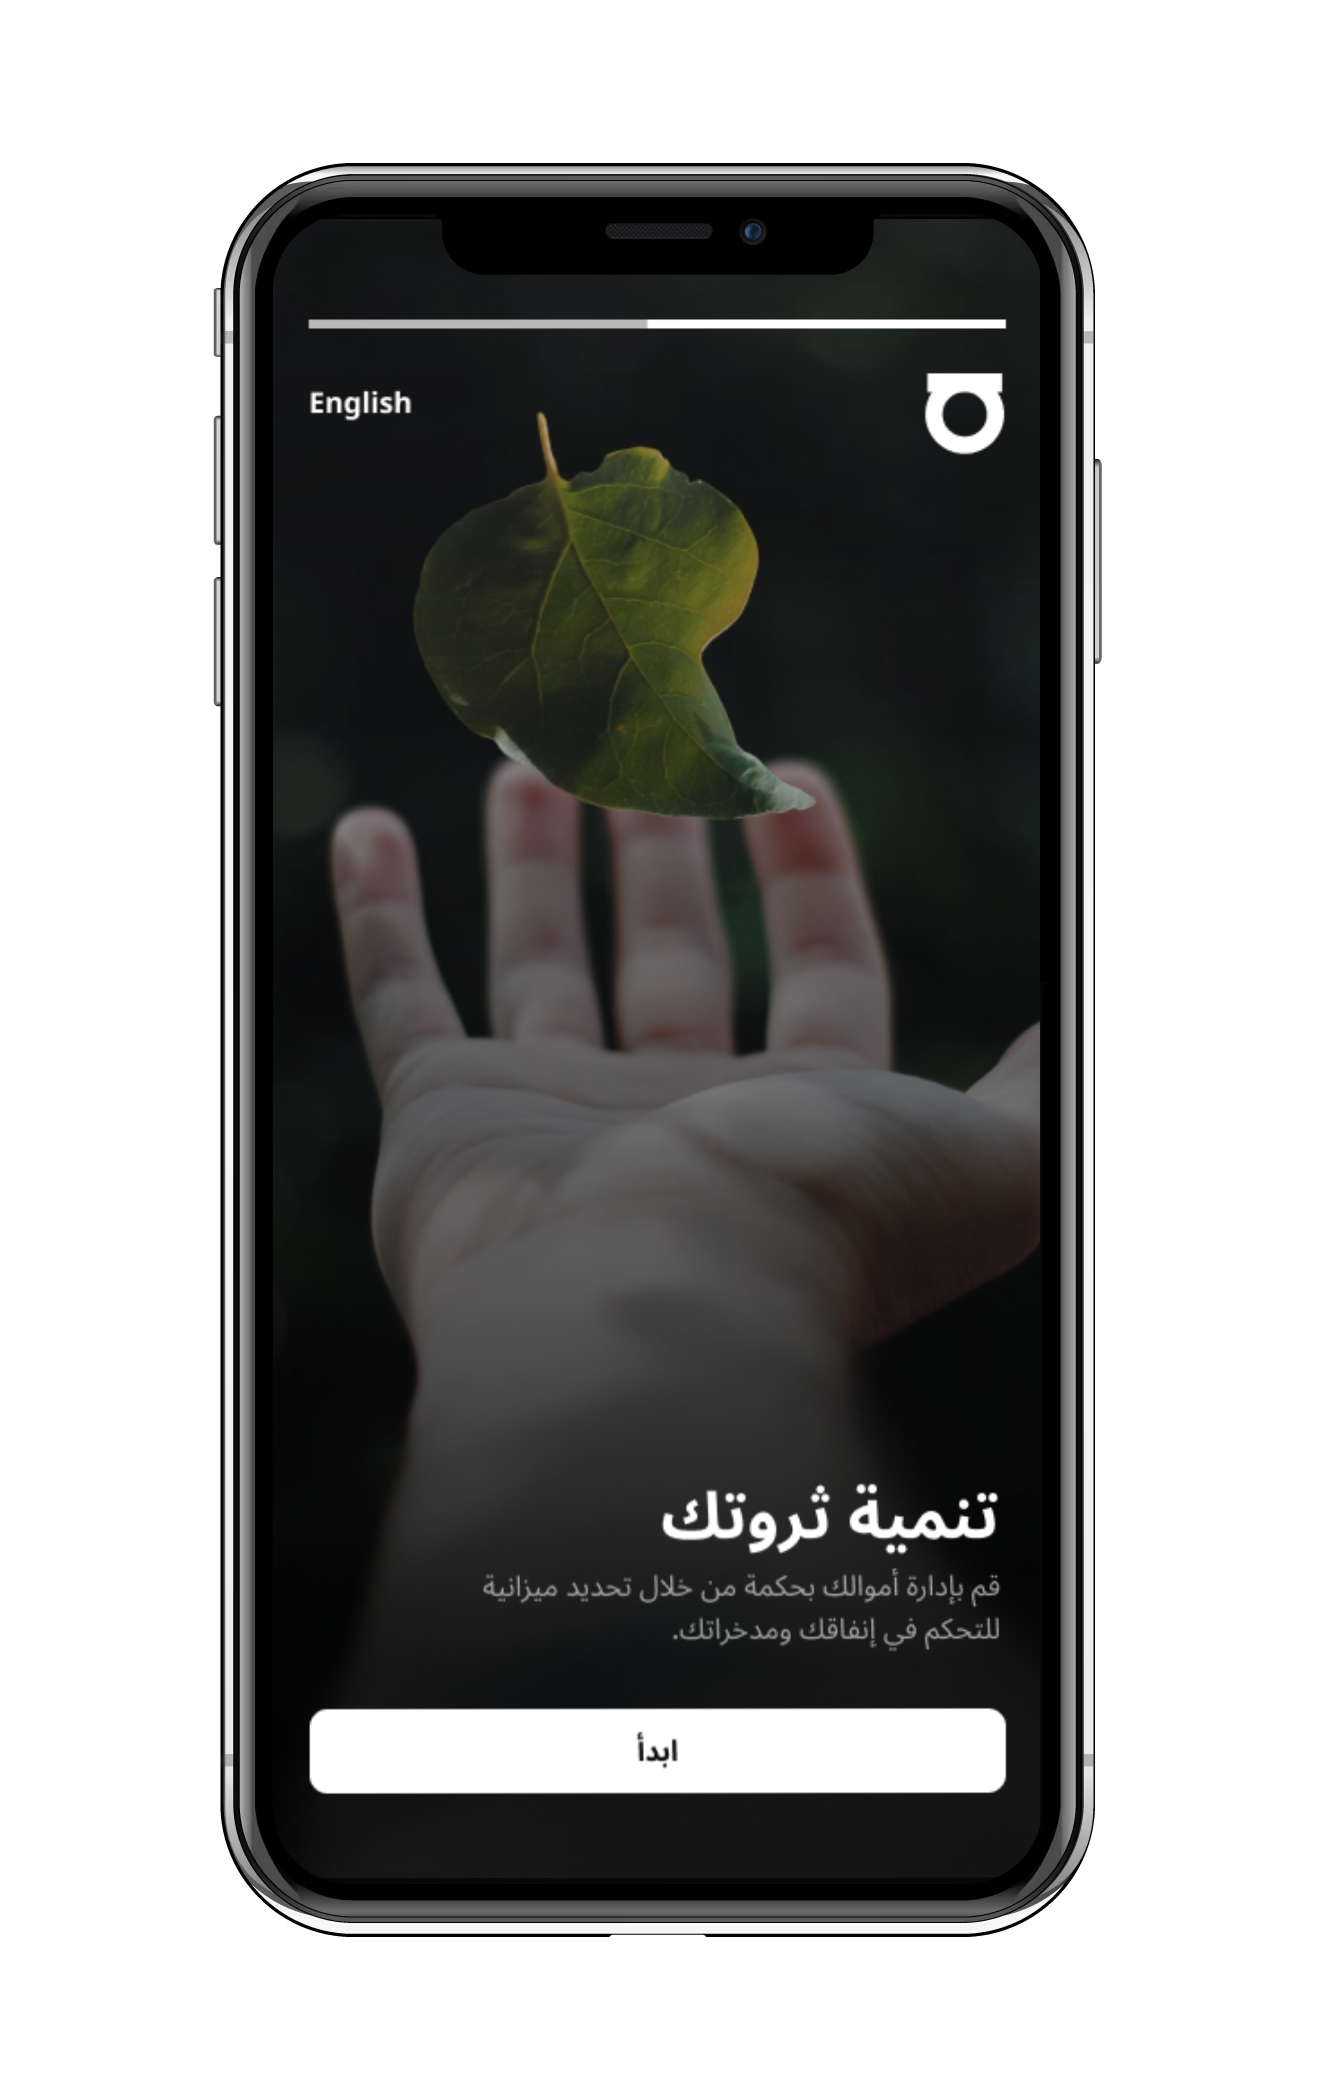 English
تنمية ثروتك
قم بإدارة أموالك بحكمة من خلال تحديد ميزانية
للتحكم في إنفاقك ومدخراتك.
ابدأ